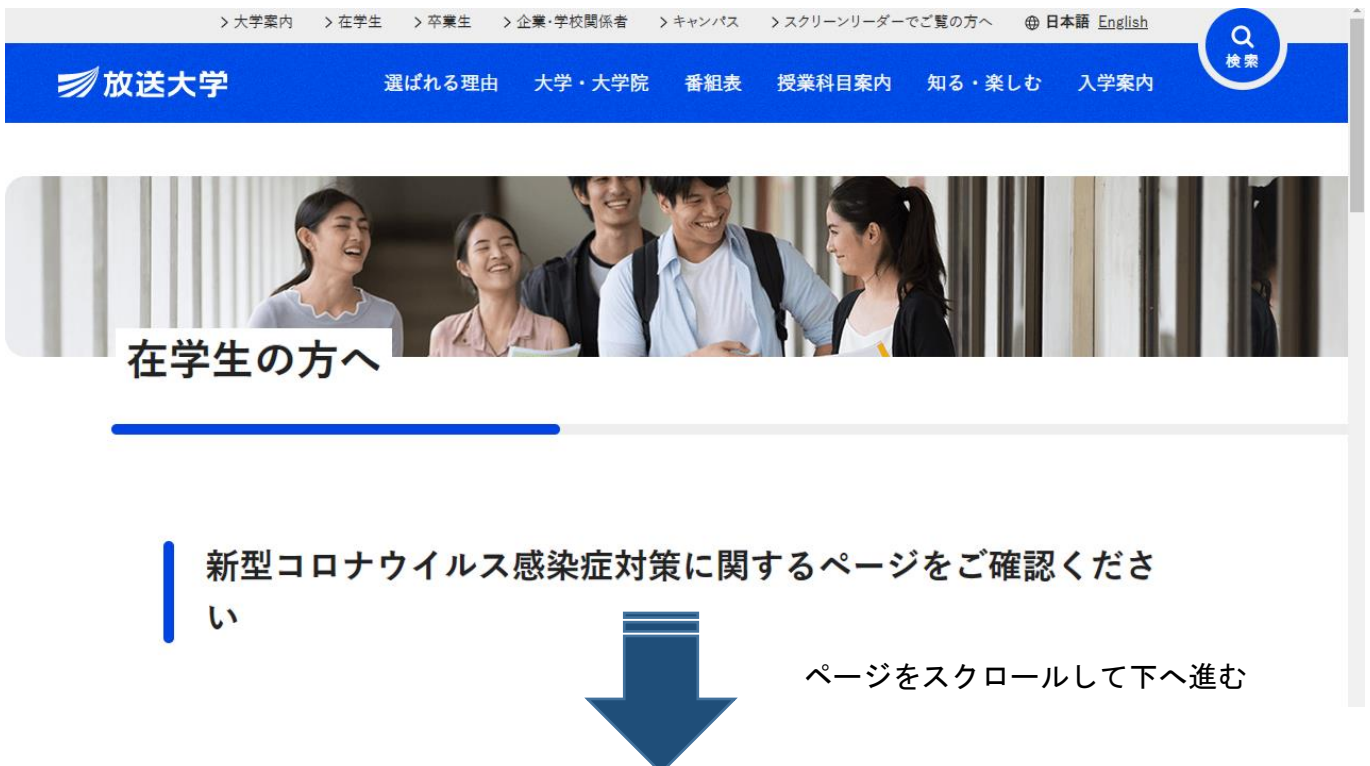 > 大学案内 > 在学生 > 卒業生 > 企業・学校関係者 > キャンパス > スクリーンリーダーでご覧の方へ 日本語 English
検索
放送大学 選ばれる理由 大学・大学院 番組表 授業科目案内 知る・楽しむ 入学案内
在学生の方へ
新型コロナウイルス感染症対策に関するページをご確認くださ
い
ページをスクロールして下へ進む